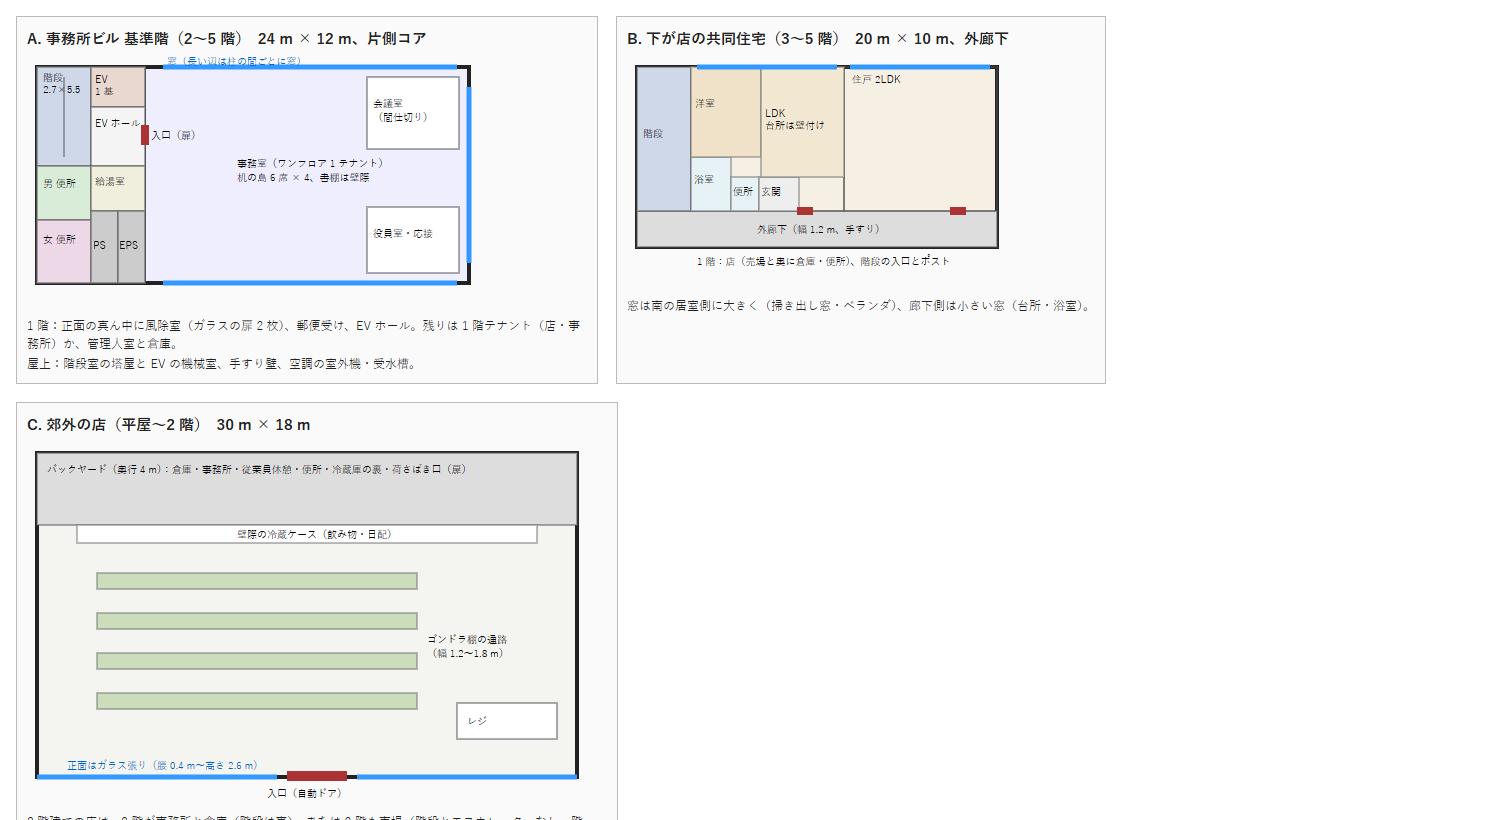 A. 事務所ビル 基準階（2〜5 階） 24 m × 12 m、片側コア
窓（長い辺は柱の間ごとに窓）
階段
2.7×5.5
EV
1 基
EV ホール
入口（扉）
会議室
（間仕切り）
事務室（ワンフロア 1 テナント）
机の島 6 席 × 4、書棚は壁際
男 便所
給湯室
女 便所
PS
EPS
役員室・応接
1 階：正面の真ん中に風除室（ガラスの扉 2 枚）、郵便受け、EV ホール。残りは 1 階テナント（店・事
務所）か、管理人室と倉庫。
屋上：階段室の塔屋と EV の機械室、手すり壁、空調の室外機・受水槽。
B. 下が店の共同住宅（3〜5 階） 20 m × 10 m、外廊下
階段
洋室
LDK
台所は壁付け
住戸 2LDK
浴室
便所
玄関
外廊下（幅 1.2 m、手すり）
1 階：店（売場と奥に倉庫・便所）、階段の入口とポスト
窓は南の居室側に大きく（掃き出し窓・ベランダ）、廊下側は小さい窓（台所・浴室）。
C. 郊外の店（平屋〜2 階） 30 m × 18 m
バックヤード（奥行 4 m）：倉庫・事務所・従業員休憩・便所・冷蔵庫の裏・荷さばき口（扉）
壁際の冷蔵ケース（飲み物・日配）
ゴンドラ棚の通路
（幅 1.2〜1.8 m）
レジ
正面はガラス張り（腰 0.4 m〜高さ 2.6 m）
入口（自動ドア）